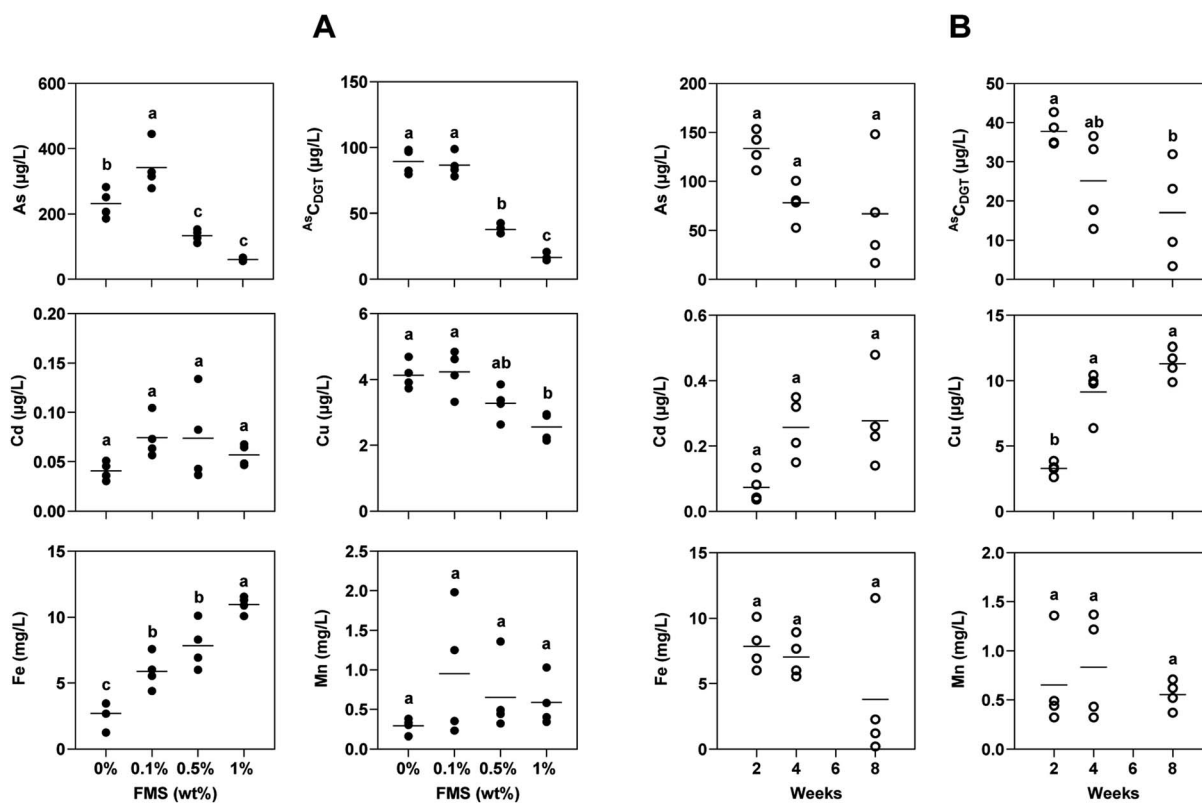 A
B
As (µg/L)
600
400
200
0
b
a
c
c
AsCDGT (µg/L)
150
100
50
0
a
a
b
c
As (µg/L)
200
150
100
50
0
a
a
a
AsCDGT (µg/L)
50
40
30
20
10
0
a
ab
b
Cd (µg/L)
0.20
0.15
0.10
0.05
0.00
a
a
a
a
Cu (µg/L)
6
4
2
0
a
a
ab
b
Cd (µg/L)
0.6
0.4
0.2
0.0
a
a
a
Cu (µg/L)
15
10
5
0
b
a
a
Fe (mg/L)
15
10
5
0
c
b
b
a
0% 0.1% 0.5% 1%
FMS (wt%)
Mn (mg/L)
2.5
2.0
1.5
1.0
0.5
0.0
a
a
a
a
0% 0.1% 0.5% 1%
FMS (wt%)
Fe (mg/L)
15
10
5
0
a
a
a
2 4 6 8
Weeks
Mn (mg/L)
2.0
1.5
1.0
0.5
0.0
a
a
a
2 4 6 8
Weeks